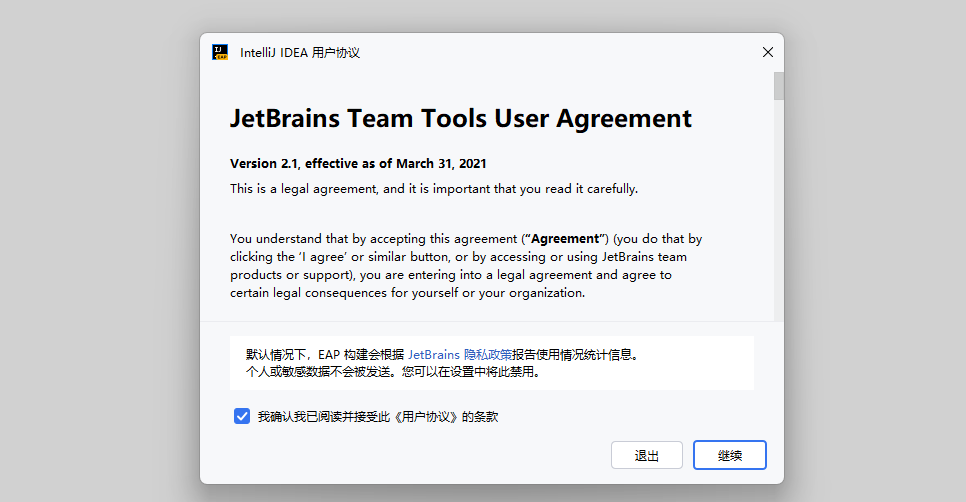 IntelliJ IDEA 用户协议
JetBrains Team Tools User Agreement
Version 2.1, effective as of March 31, 2021
This is a legal agreement, and it is important that you read it carefully.
You understand that by accepting this agreement (“Agreement”) (you do that by
clicking the ‘I agree’ or similar button, or by accessing or using JetBrains team
products or support), you are entering into a legal agreement and agree to
certain legal consequences for yourself or your organization.
默认情况下，EAP 构建会根据 JetBrains 隐私政策报告使用情况统计信息。
个人或敏感数据不会被发送。您可以在设置中将此禁用。
我确认我已阅读并接受此《用户协议》的条款
退出
继续